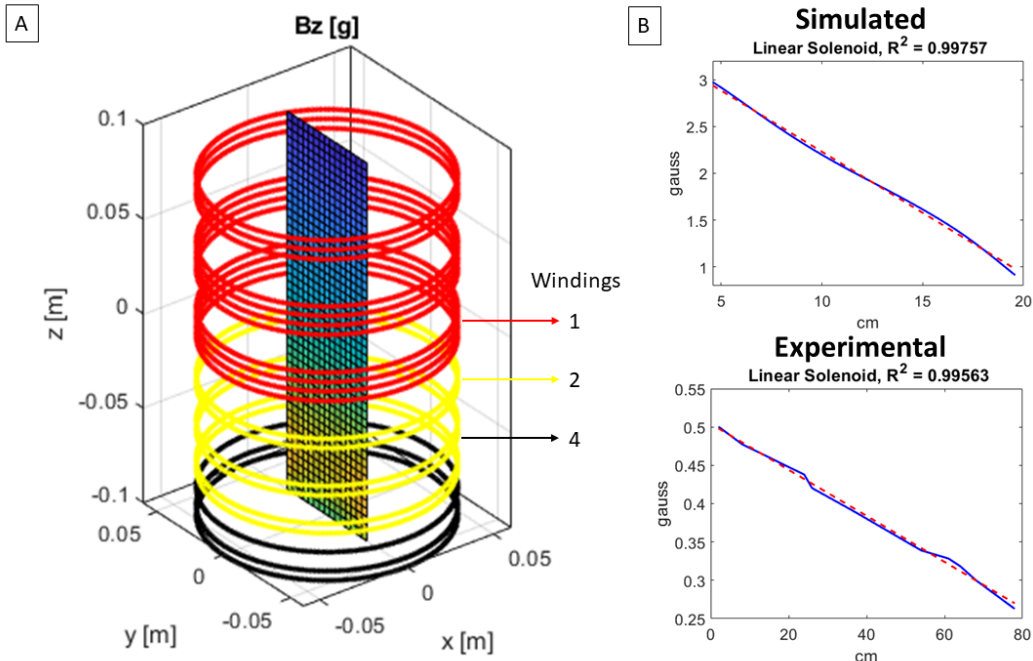 A
Bz [g]
0.1
0.05
0
-0.05
-0.1
z [m]
0.05
0
-0.05
y [m]
-0.05
0
0.05
x [m]
Windings
1
2
4
B
Simulated
Linear Solenoid, R² = 0.99757
3
2.5
2
1.5
1
gauss
5
10
15
20
cm
Experimental
Linear Solenoid, R² = 0.99563
0.55
0.5
0.45
0.4
0.35
0.3
0.25
gauss
0
20
40
60
80
cm